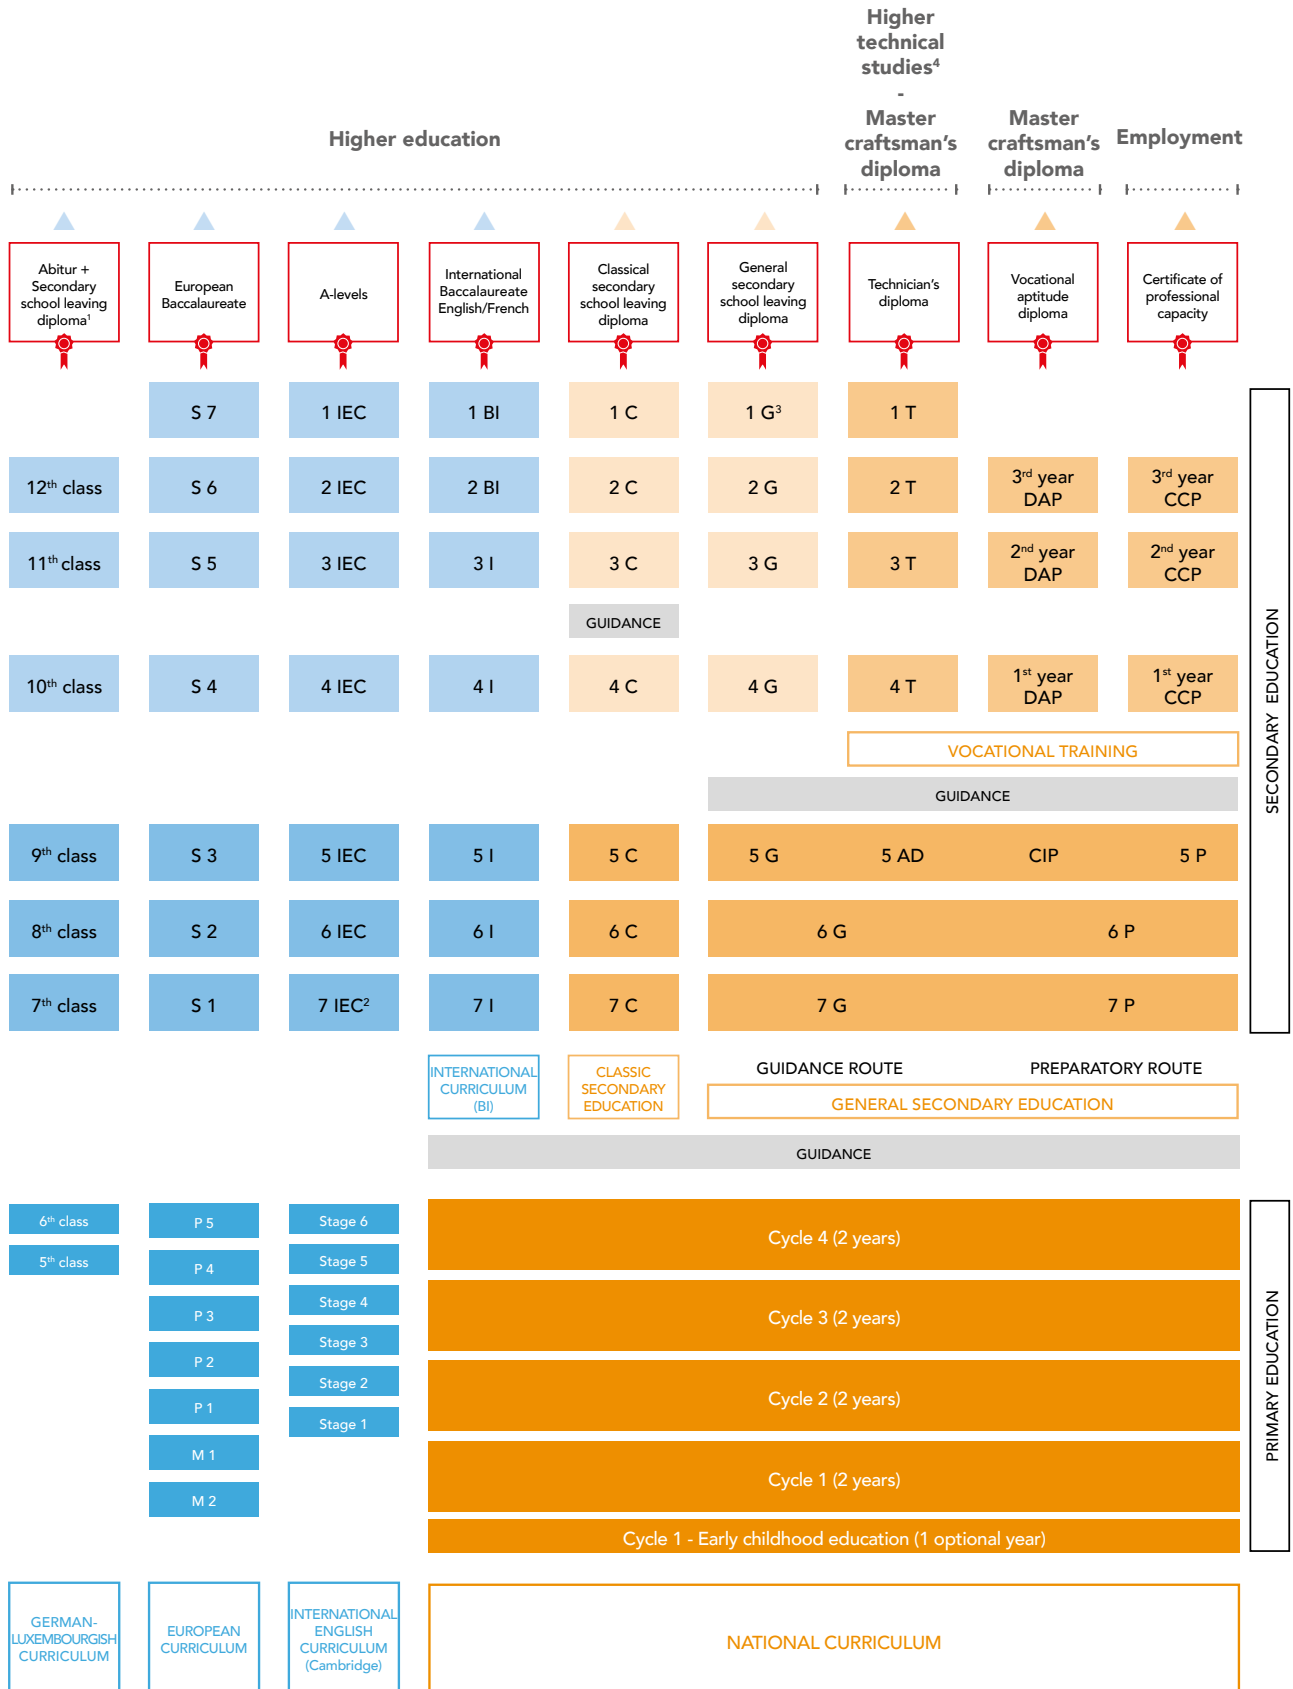 Higher
technical
studies⁴
-
Master
craftsman's
diploma
Master
craftsman's
diploma
Employment
Higher education
Abitur +
Secondary
school leaving
diploma¹
European
Baccalaureate
A-levels
International
Baccalaureate
English/French
Classical
secondary
school leaving
diploma
General
secondary
school leaving
diploma
Technician's
diploma
Vocational
aptitude
diploma
Certificate of
professional
capacity
S 7
1 IEC
1 BI
1 C
1 G³
1 T
12th class
S 6
2 IEC
2 BI
2 C
2 G
2 T
3rd year
DAP
3rd year
CCP
11th class
S 5
3 IEC
3 I
3 C
3 G
3 T
2nd year
DAP
2nd year
CCP
GUIDANCE
10th class
S 4
4 IEC
4 I
4 C
4 G
4 T
1st year
DAP
1st year
CCP
VOCATIONAL TRAINING
GUIDANCE
9th class
S 3
5 IEC
5 I
5 C
5 G
5 AD
CIP
5 P
8th class
S 2
6 IEC
6 I
6 C
6 G
6 P
7th class
S 1
7 IEC²
7 I
7 C
7 G
7 P
SECONDARY EDUCATION
INTERNATIONAL
CURRICULUM
(BI)
CLASSIC
SECONDARY
EDUCATION
GUIDANCE ROUTE
PREPARATORY ROUTE
GENERAL SECONDARY EDUCATION
GUIDANCE
6th class
5th class
P 5
P 4
P 3
P 2
P 1
M 1
M 2
Stage 6
Stage 5
Stage 4
Stage 3
Stage 2
Stage 1
Cycle 4 (2 years)
Cycle 3 (2 years)
Cycle 2 (2 years)
Cycle 1 (2 years)
Cycle 1 - Early childhood education (1 optional year)
PRIMARY EDUCATION
GERMAN-
LUXEMBOURGISH
CURRICULUM
EUROPEAN
CURRICULUM
INTERNATIONAL
ENGLISH
CURRICULUM
(Cambridge)
NATIONAL CURRICULUM